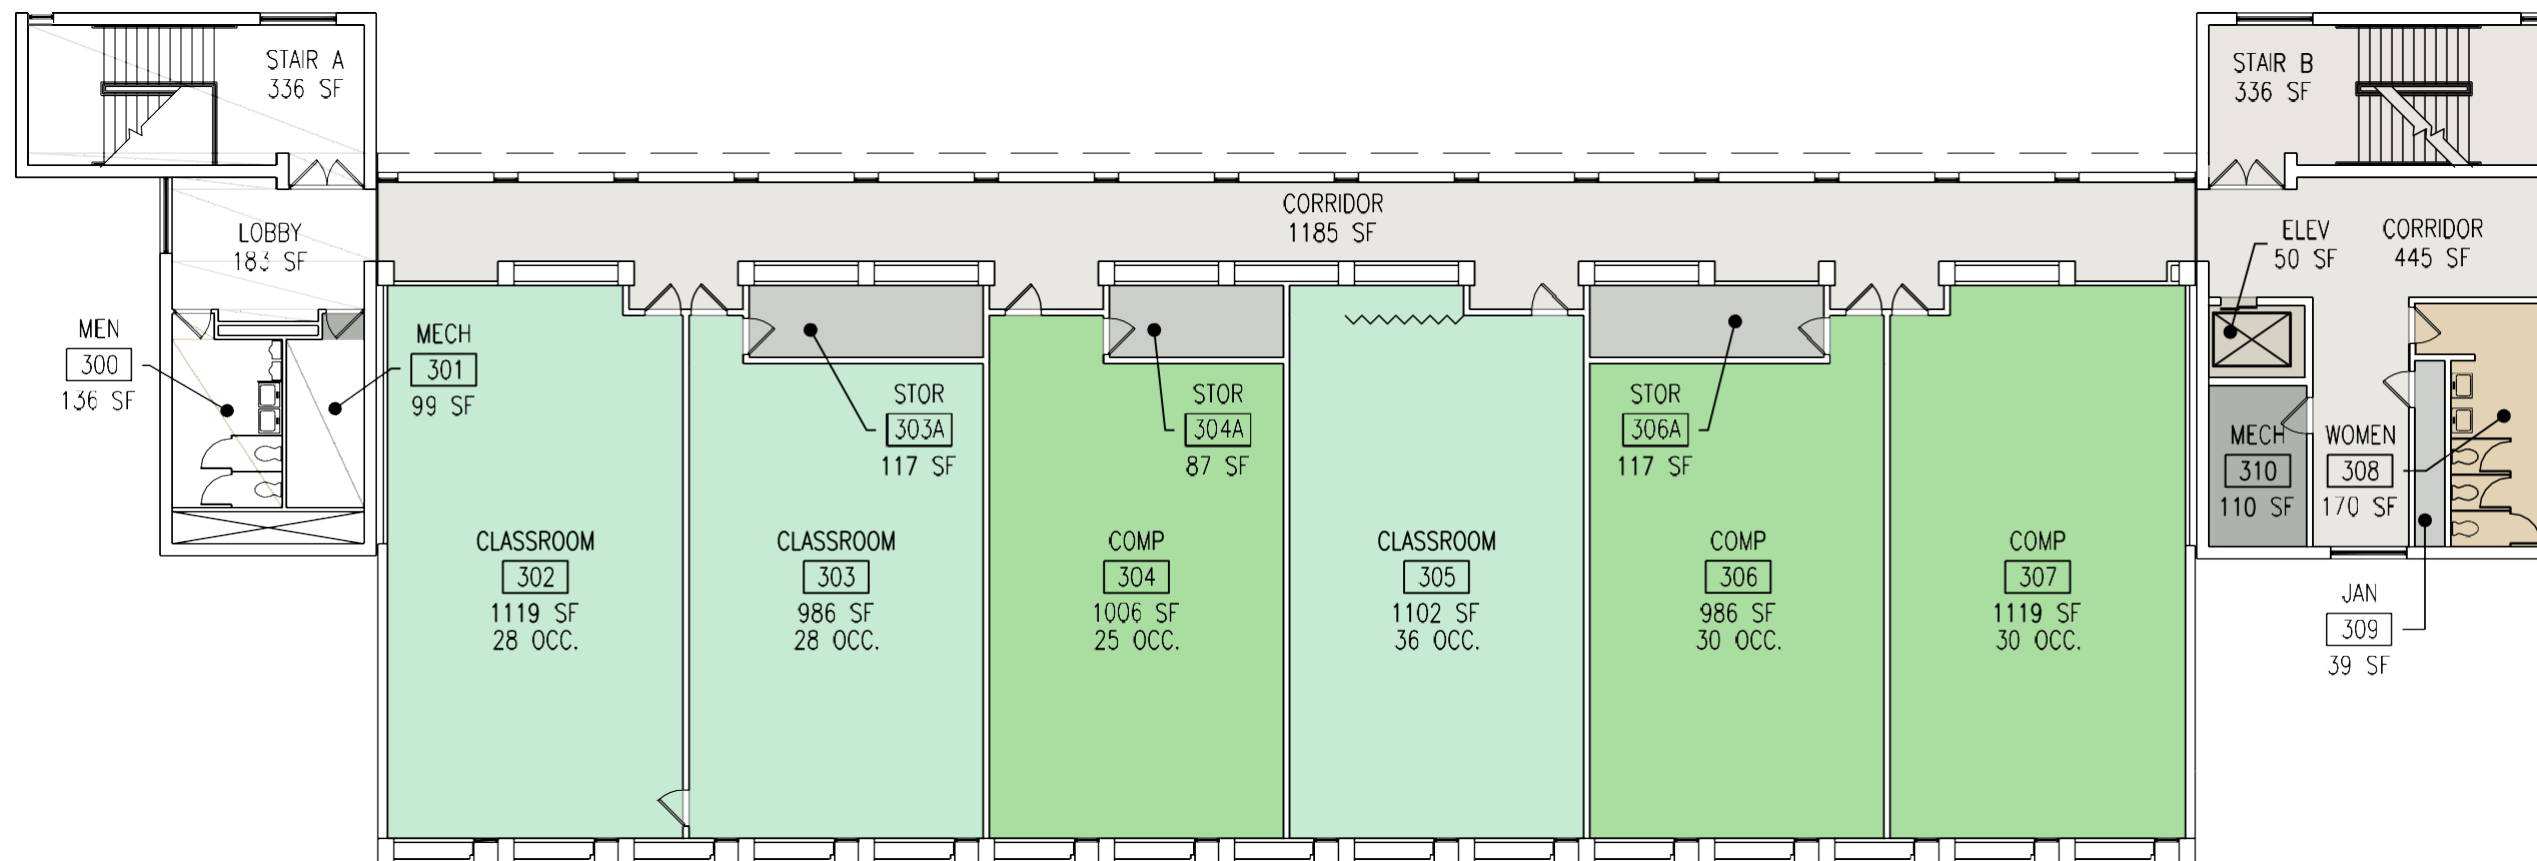 STAIR A
336 SF
STAIR B
336 SF
LOBBY
183 SF
CORRIDOR
1185 SF
ELEV
50 SF
CORRIDOR
445 SF
MEN
300
136 SF
MECH
301
99 SF
STOR
303A
117 SF
STOR
304A
87 SF
STOR
306A
117 SF
MECH
310
110 SF
WOMEN
308
170 SF
CLASSROOM
302
1119 SF
28 OCC.
CLASSROOM
303
986 SF
28 OCC.
COMP
304
1006 SF
25 OCC.
CLASSROOM
305
1102 SF
36 OCC.
COMP
306
986 SF
30 OCC.
COMP
307
1119 SF
30 OCC.
JAN
309
39 SF